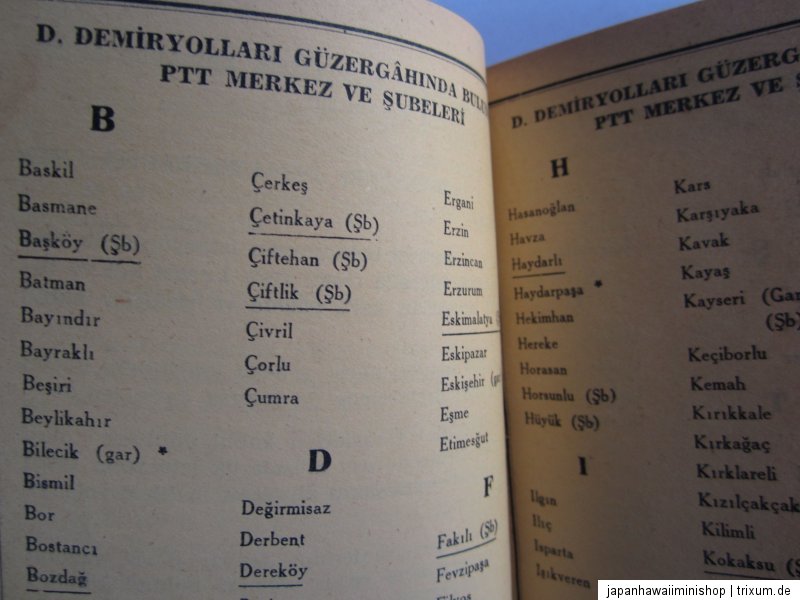 D. DEMİRYOLLARI GÜZERGÂHINDA
PTT MERKEZ VE ŞUBELERİ
B
Baskil
Basmane
Başköy (Şb)
Batman
Bayındır
Bayraklı
Beşiri
Beylikahır
Bilecik (gar) *
Bismil
Bor
Bostancı
Bozdağ
Çerkeş
Çetinkaya (Şb)
Çiftehan (Şb)
Çiftlik (Şb)
Çivril
Çorlu
Çumra
D
Değirmisaz
Derbent
Dereköy
Ergani
Erzin
Erzincan
Erzurum
Eskimalatya
Eskipazar
Eskişehir
Eşme
Etimesğut
F
Fakılı (Şb)
Fevzipaşa
D. DEMİRYOLLARI
PTT MERKEZ VE
H
Hasanoğlan
Havza
Haydarlı
Haydarpaşa *
Hekimhan
Hereke
Horasan
Horsunlu (Şb)
Hüyük (Şb)
I
Ilgın
Ilıç
Isparta
Işıkveren
Kars
Karşıyaka
Kavak
Kayaş
Kayseri (Gar
(Şb)
Keçiborlu
Kemah
Kırıkkale
Kırkağaç
Kırklareli
Kızılçakçak
Kilimli
Kokaksu
japanhawaiiminishop | trixum.de